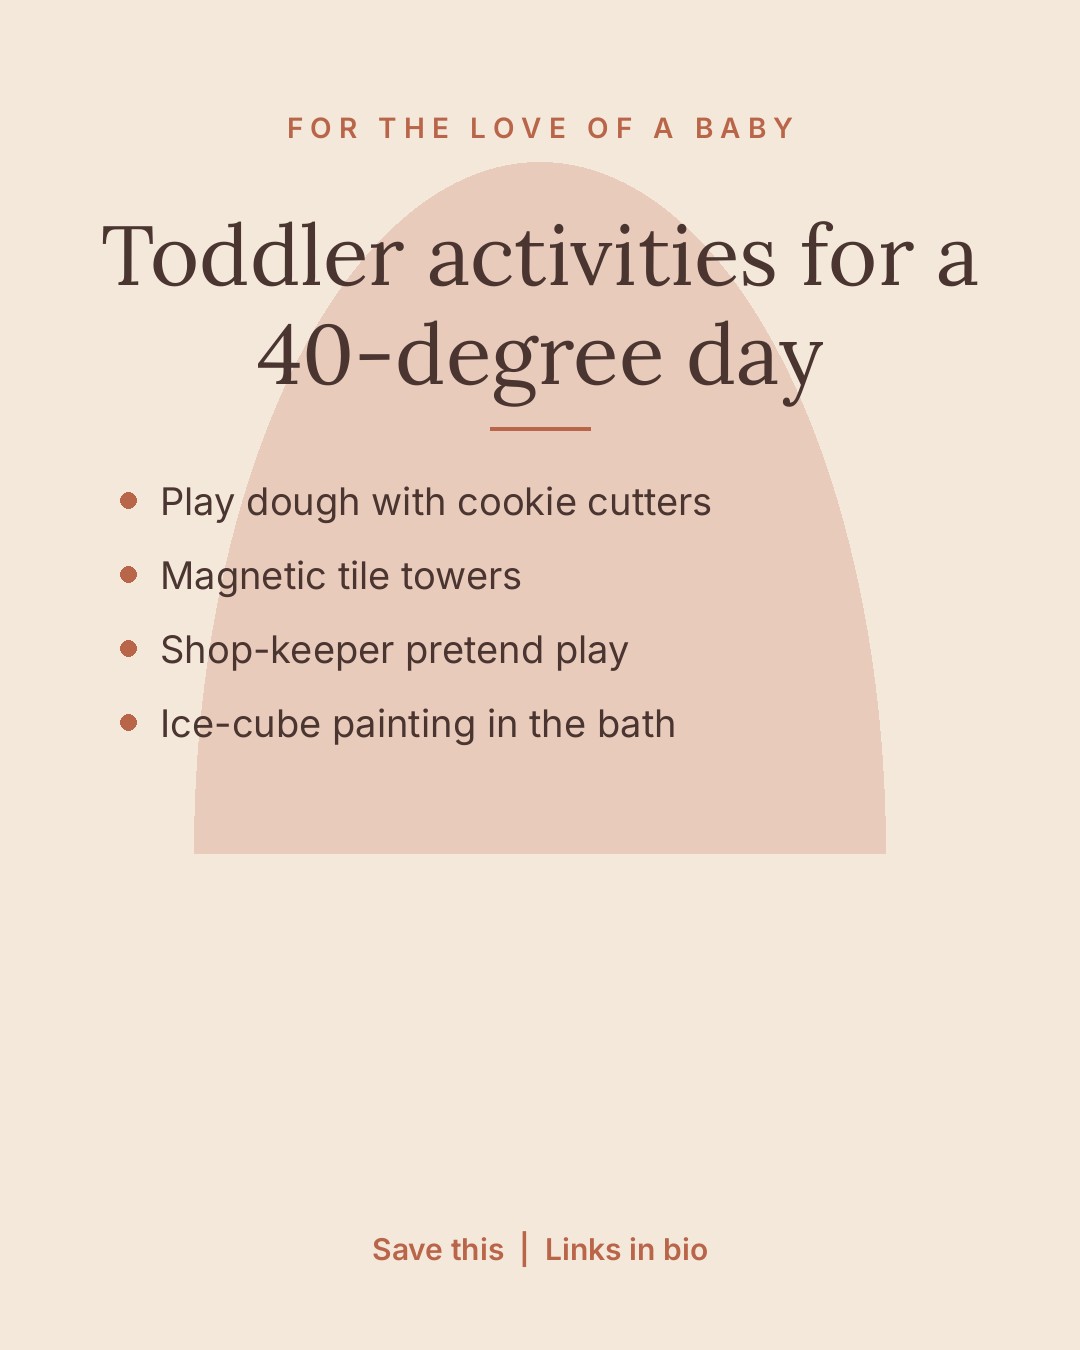 FOR THE LOVE OF A BABY
Toddler activities for a
40-degree day
Play dough with cookie cutters
Magnetic tile towers
Shop-keeper pretend play
Ice-cube painting in the bath
Save this | Links in bio